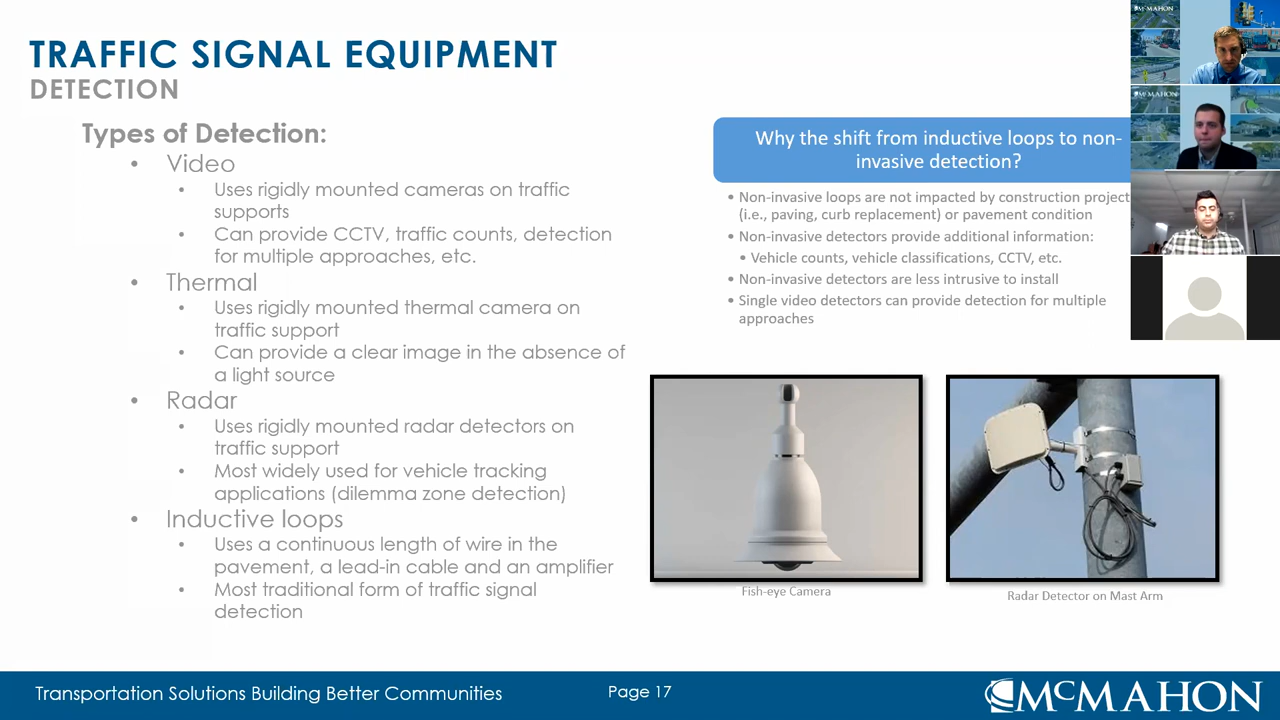 TRAFFIC SIGNAL EQUIPMENT
DETECTION
Types of Detection:
• Video
• Uses rigidly mounted cameras on traffic
supports
• Can provide CCTV, traffic counts, detection
for multiple approaches, etc.
• Thermal
• Uses rigidly mounted thermal camera on
traffic support
• Can provide a clear image in the absence of
a light source
• Radar
• Uses rigidly mounted radar detectors on
traffic support
• Most widely used for vehicle tracking
applications (dilemma zone detection)
• Inductive loops
• Uses a continuous length of wire in the
pavement, a lead-in cable and an amplifier
• Most traditional form of traffic signal
detection
Why the shift from inductive loops to non-
invasive detection?
• Non-invasive loops are not impacted by construction project
(i.e., paving, curb replacement) or pavement condition
• Non-invasive detectors provide additional information:
• Vehicle counts, vehicle classifications, CCTV, etc.
• Non-invasive detectors are less intrusive to install
• Single video detectors can provide detection for multiple
approaches
Fish-eye Camera
Radar Detector on Mast Arm
McMAHON
McMAHON
Transportation Solutions Building Better Communities
Page 17
McMAHON